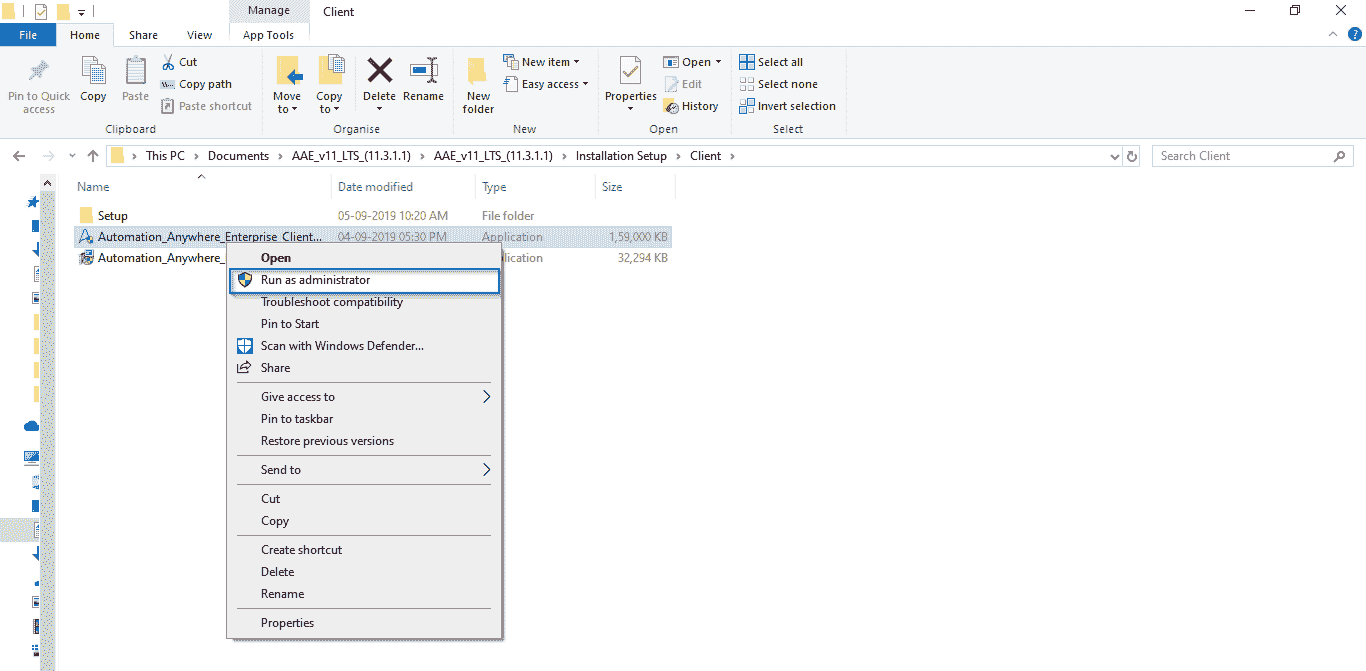 Manage Client
File Home Share View App Tools
Pin to Quick access
Copy
Paste
Cut
Copy path
Paste shortcut
Clipboard
Move to
Copy to
Delete
Rename
Organise
New folder
New item
Easy access
New
Properties
Open
Edit
History
Open
Select all
Select none
Invert selection
Select
This PC > Documents > AAE_v11_LTS_(11.3.1.1) > AAE_v11_LTS_(11.3.1.1) > Installation Setup > Client >
Search Client
Name Date modified Type Size
Setup 05-09-2019 10:20 AM File folder
Automation_Anywhere_Enterprise_Client... 04-09-2019 05:30 PM Application 1,59,000 KB
Automation_Anywhere_ lication 32,294 KB
Open
Run as administrator
Troubleshoot compatibility
Pin to Start
Scan with Windows Defender...
Share
Give access to
Pin to taskbar
Restore previous versions
Send to
Cut
Copy
Create shortcut
Delete
Rename
Properties